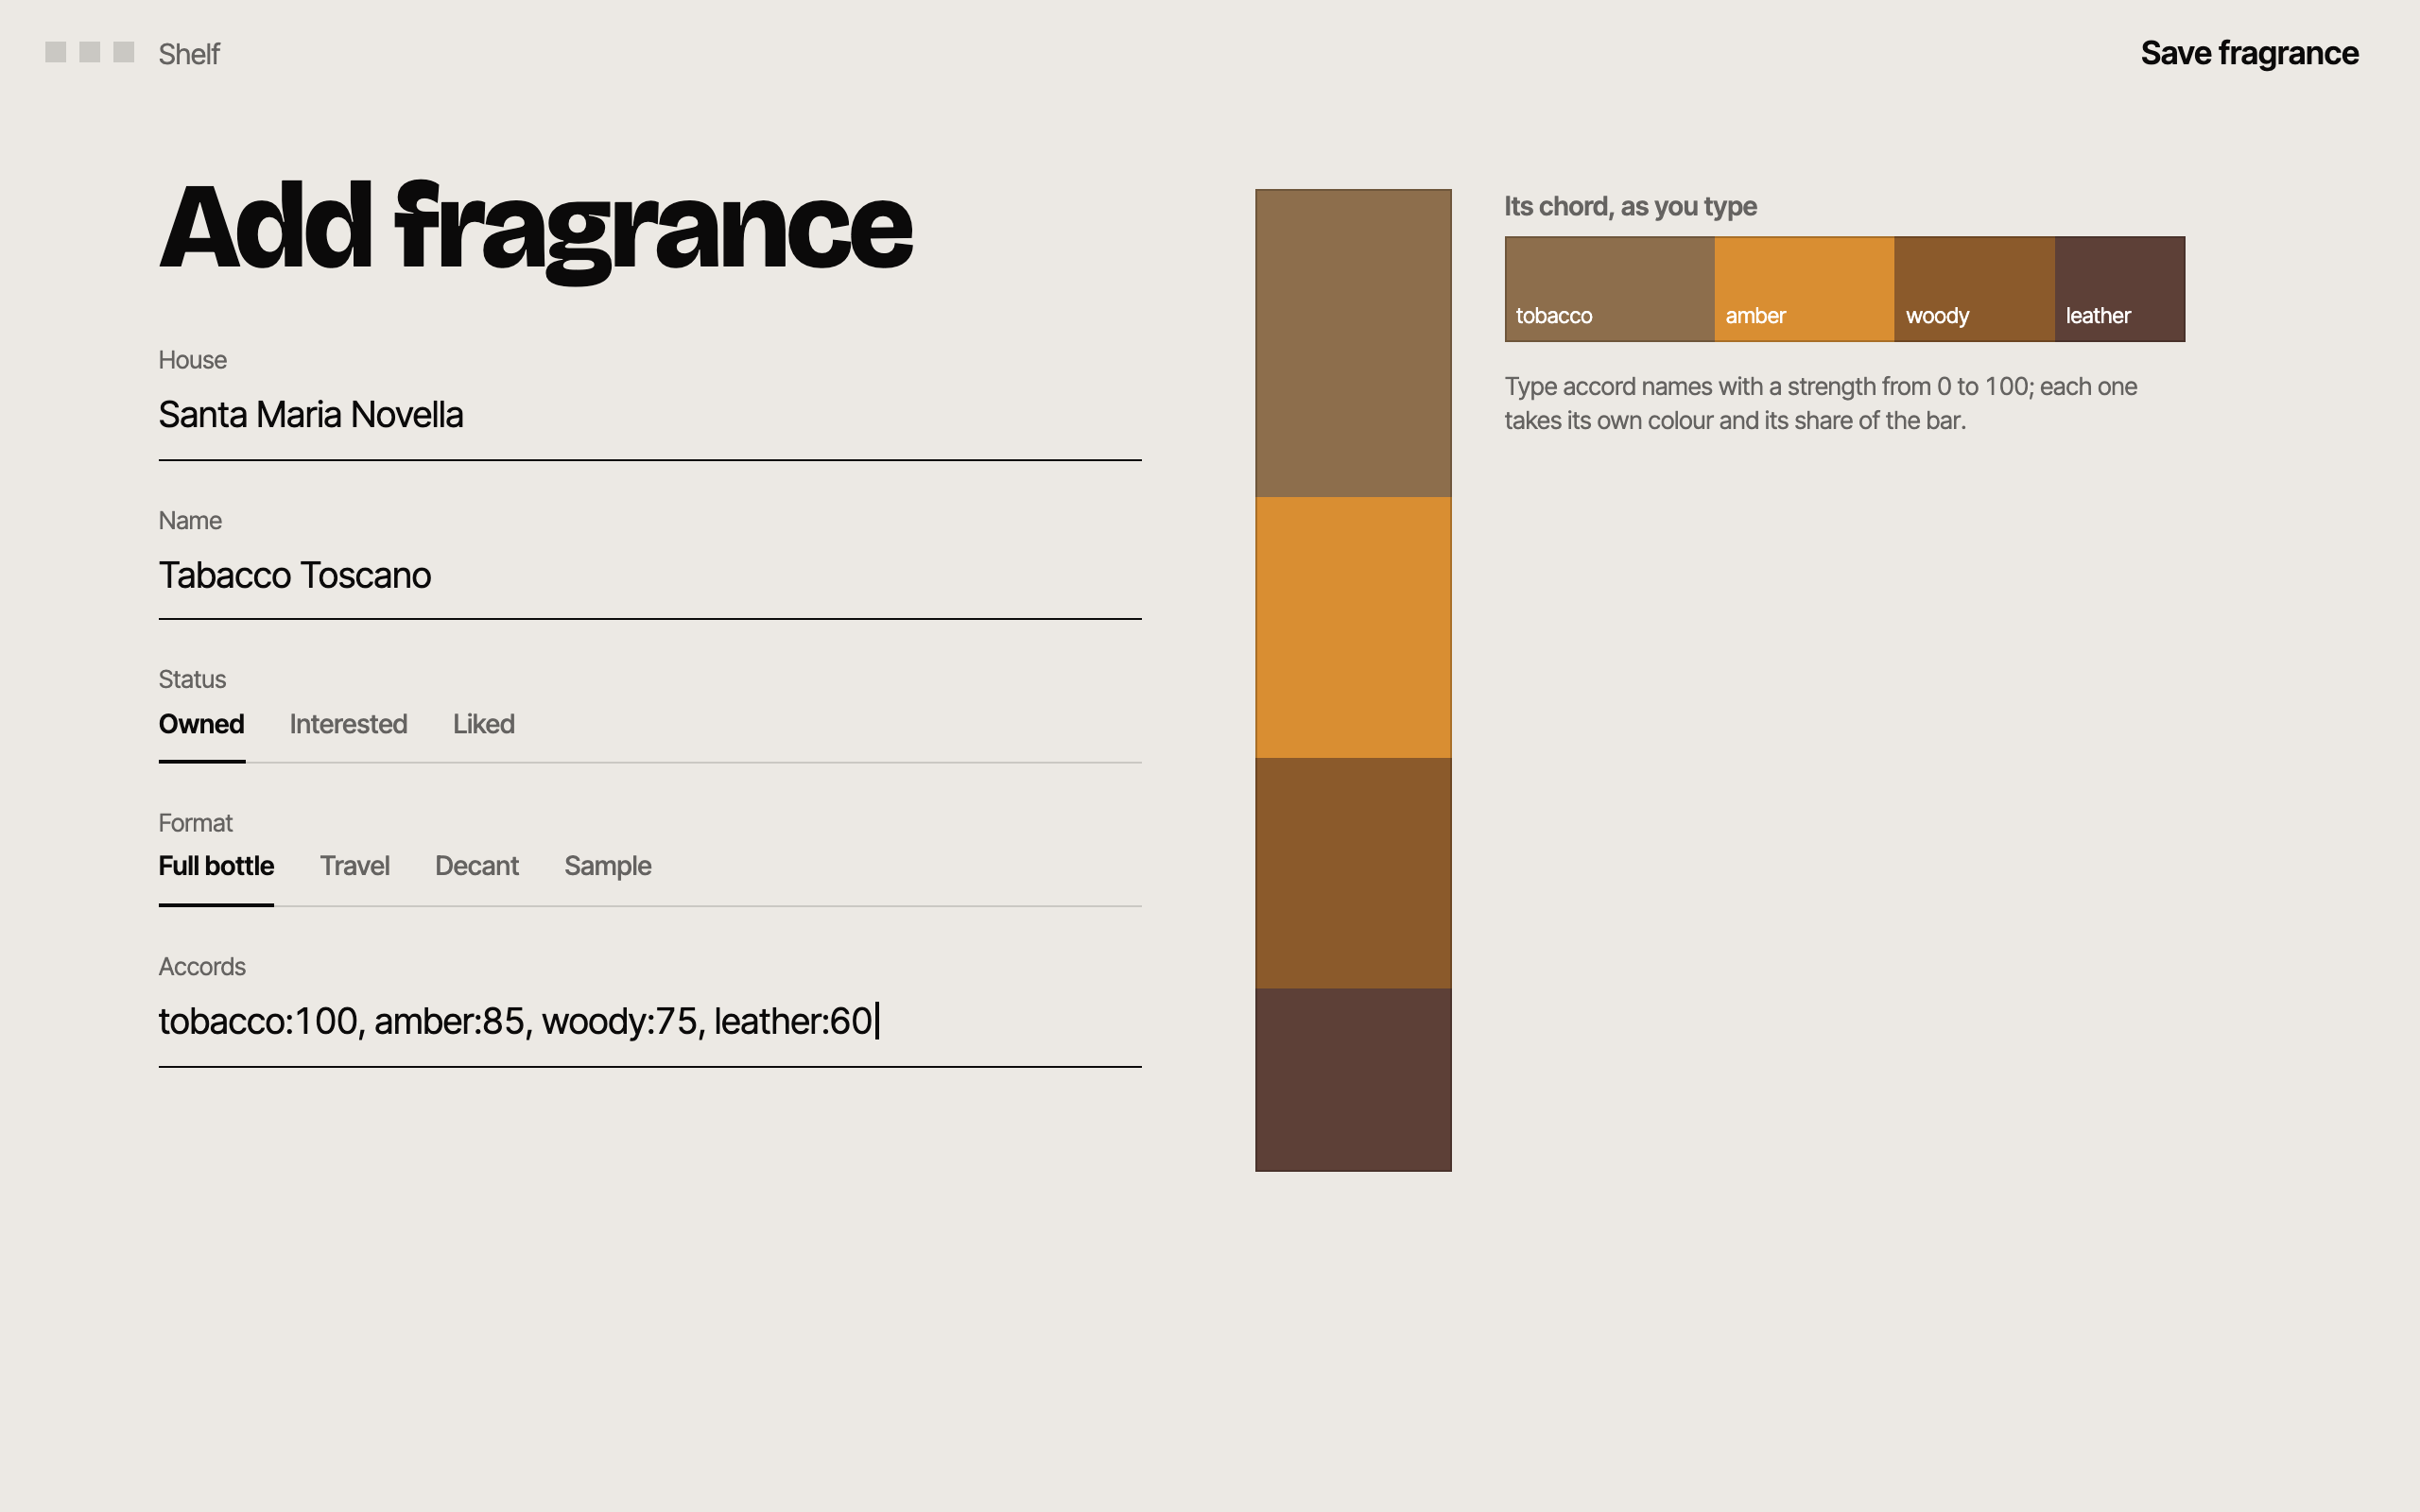 Shelf
Save fragrance
Add fragrance
House
Santa Maria Novella
Name
Tabacco Toscano
Status
Owned Interested Liked
Format
Full bottle Travel Decant Sample
Accords
tobacco:100, amber:85, woody:75, leather:60
Its chord, as you type
tobacco amber woody leather
Type accord names with a strength from 0 to 100; each one
takes its own colour and its share of the bar.